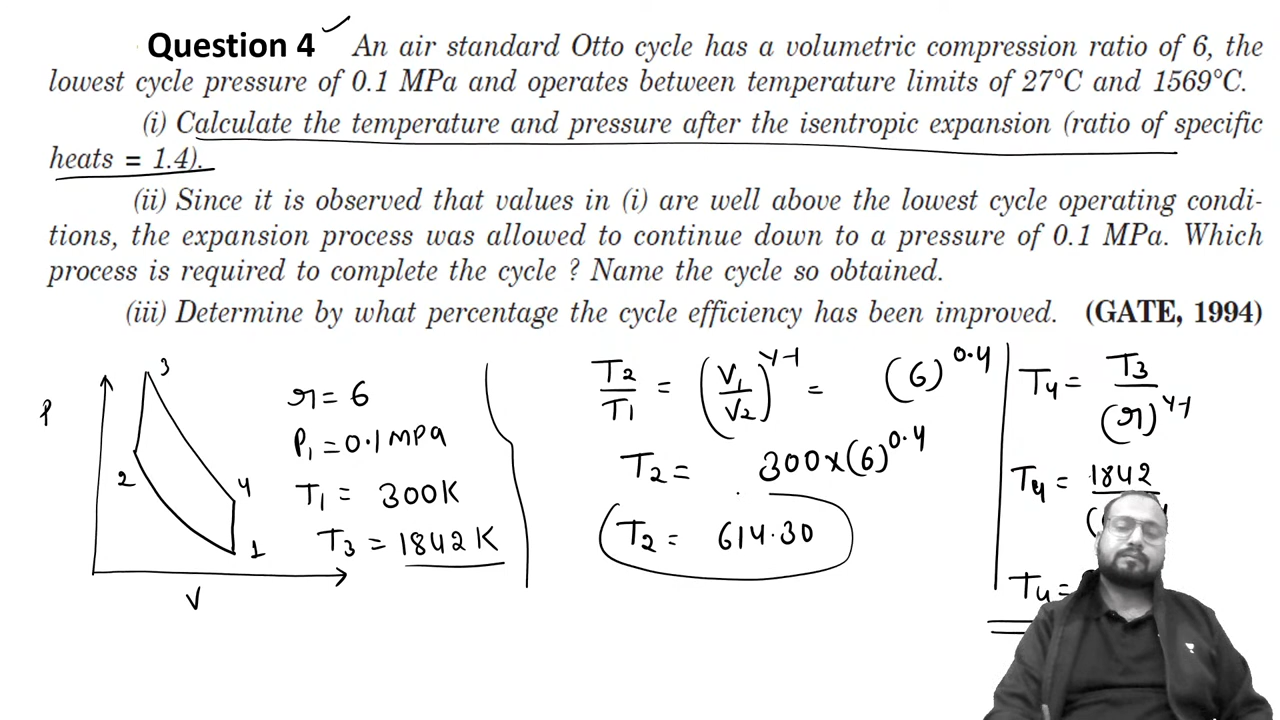 Question 4 An air standard Otto cycle has a volumetric compression ratio of 6, the
lowest cycle pressure of 0.1 MPa and operates between temperature limits of 27°C and 1569°C.
(i) Calculate the temperature and pressure after the isentropic expansion (ratio of specific
heats = 1.4).
(ii) Since it is observed that values in (i) are well above the lowest cycle operating condi-
tions, the expansion process was allowed to continue down to a pressure of 0.1 MPa. Which
process is required to complete the cycle ? Name the cycle so obtained.
(iii) Determine by what percentage the cycle efficiency has been improved. (GATE, 1994)
P
3
2
4
1
V
r = 6
P1 = 0.1 MPa
T1 = 300K
T3 = 1842 K
T2/T1 = (V1/V2)^γ-1 = (6)^0.4
T2 = 300×(6)^0.4
T2 = 614.30
T4 = T3/(r)^γ-1
T4 = 1842/(
T4 =